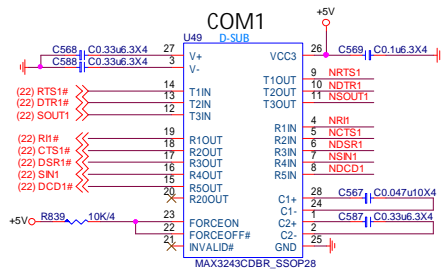 COM1
+5V
U49
D-SUB
C568 C0.33u6.3X4 27 V+ VCC3 26 C569 C0.1u6.3X4
C588 C0.33u6.3X4 3 V-
T1OUT 9 NRTS1
(22) RTS1# 14 T1IN T2OUT 10 NDTR1
(22) DTR1# 13 T2IN T3OUT 11 NSOUT1
(22) SOUT1 12 T3IN
R1IN 4 NRI1
(22) RI1# 19 R1OUT R2IN 5 NCTS1
(22) CTS1# 18 R2OUT R3IN 6 NDSR1
(22) DSR1# 17 R3OUT R4IN 7 NSIN1
(22) SIN1 16 R4OUT R5IN 8 NDCD1
(22) DCD1# 15 R5OUT
20 R20OUT C1+ 28 C567 C0.047u10X4
C1- 24
+5V R839 10K/4 23 FORCEON C2+ 1 C587 C0.33u6.3X4
22 FORCEOFF# C2- 2
21 INVALID# GND 25
MAX3243CDBR_SSOP28